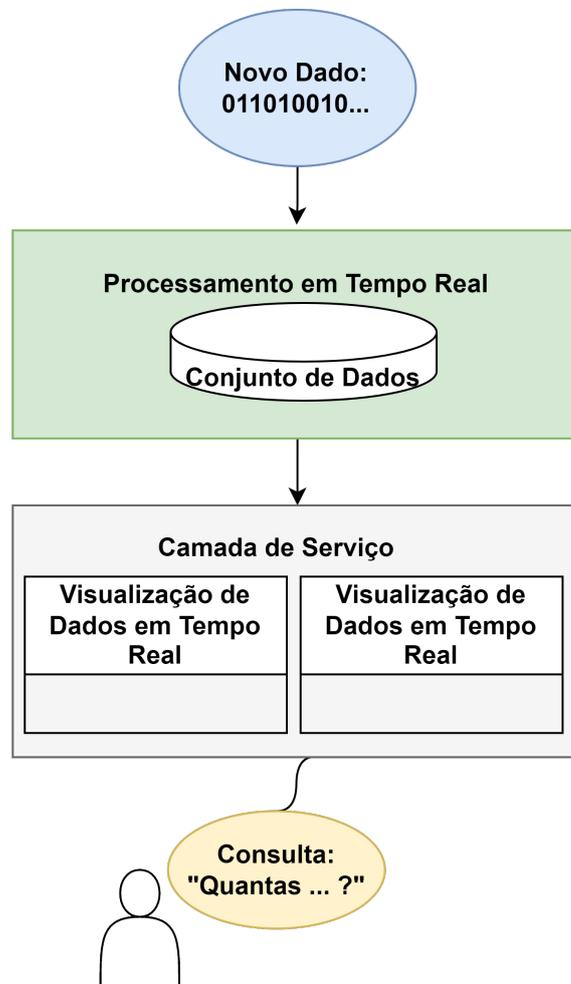 Novo Dado:
011010010...
Processamento em Tempo Real
Conjunto de Dados
Camada de Serviço
Visualização de
Dados em Tempo
Real
Visualização de
Dados em Tempo
Real
Consulta:
"Quantas ... ?"